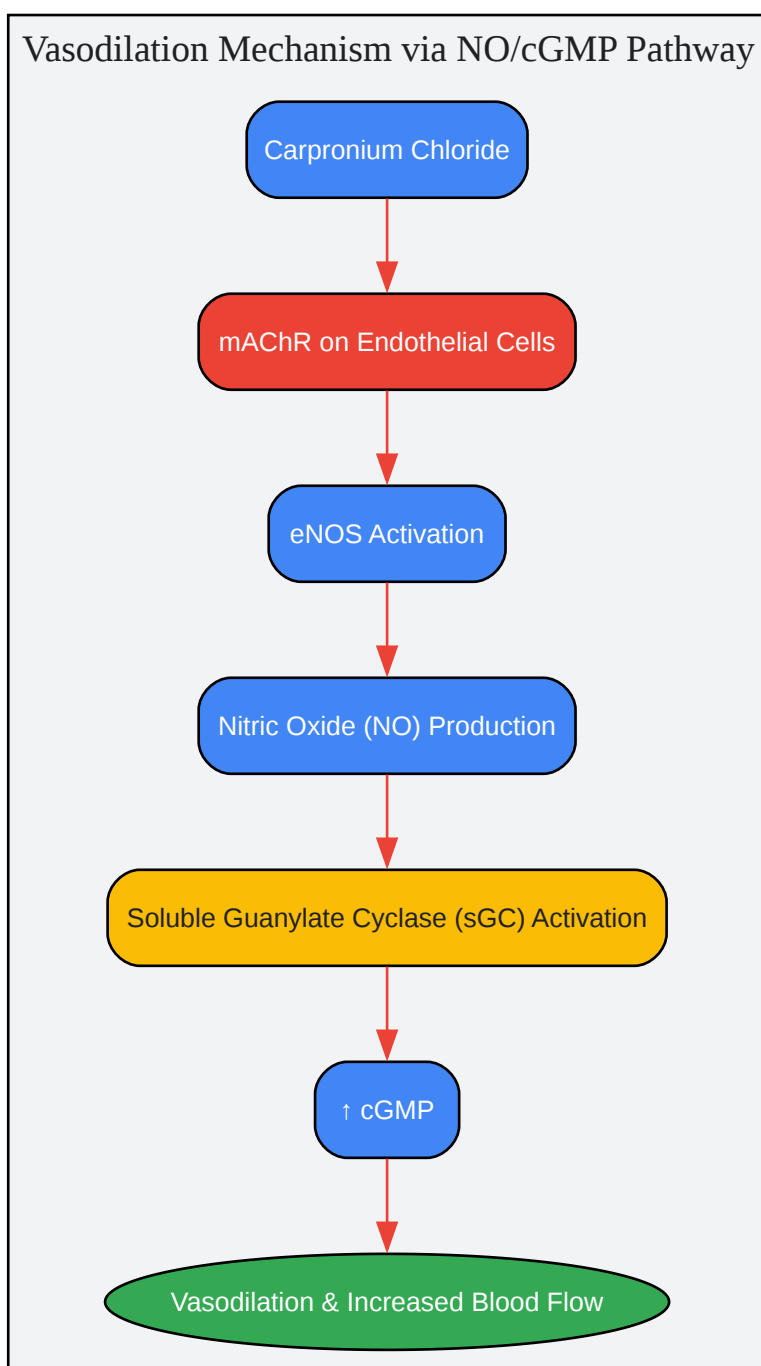 Vasodilation Mechanism via NO/cGMP Pathway
Carpronium Chloride
mAChR on Endothelial Cells
eNOS Activation
Nitric Oxide (NO) Production
Soluble Guanylate Cyclase (sGC) Activation
↑ cGMP
Vasodilation & Increased Blood Flow